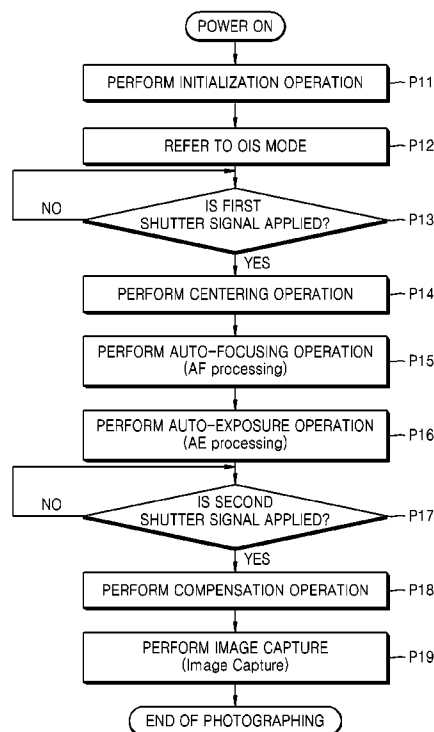 POWER ON
PERFORM INITIALIZATION OPERATION
P11
REFER TO OIS MODE
P12
IS FIRST
SHUTTER SIGNAL APPLIED?
NO
P13
YES
PERFORM CENTERING OPERATION
P14
PERFORM AUTO-FOCUSING OPERATION
(AF processing)
P15
PERFORM AUTO-EXPOSURE OPERATION
(AE processing)
P16
IS SECOND
SHUTTER SIGNAL APPLIED?
NO
P17
YES
PERFORM COMPENSATION OPERATION
P18
PERFORM IMAGE CAPTURE
(Image Capture)
P19
END OF PHOTOGRAPHING